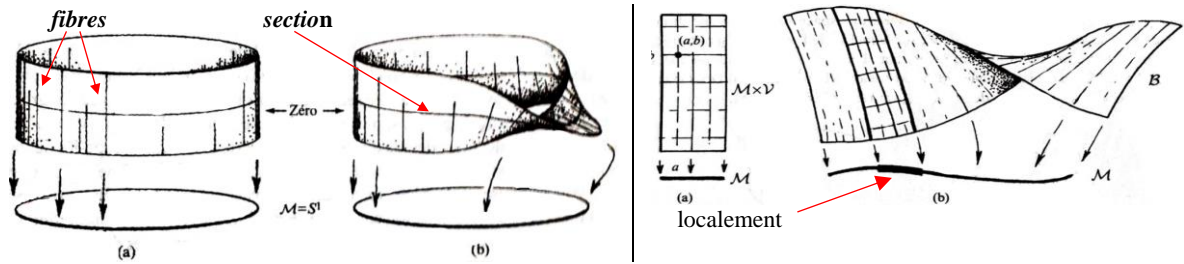 fibres
section
Zéro
M=S¹
(a)
(b)
(a,b)
M×V
a
M
(a)
localement
B
M
(b)